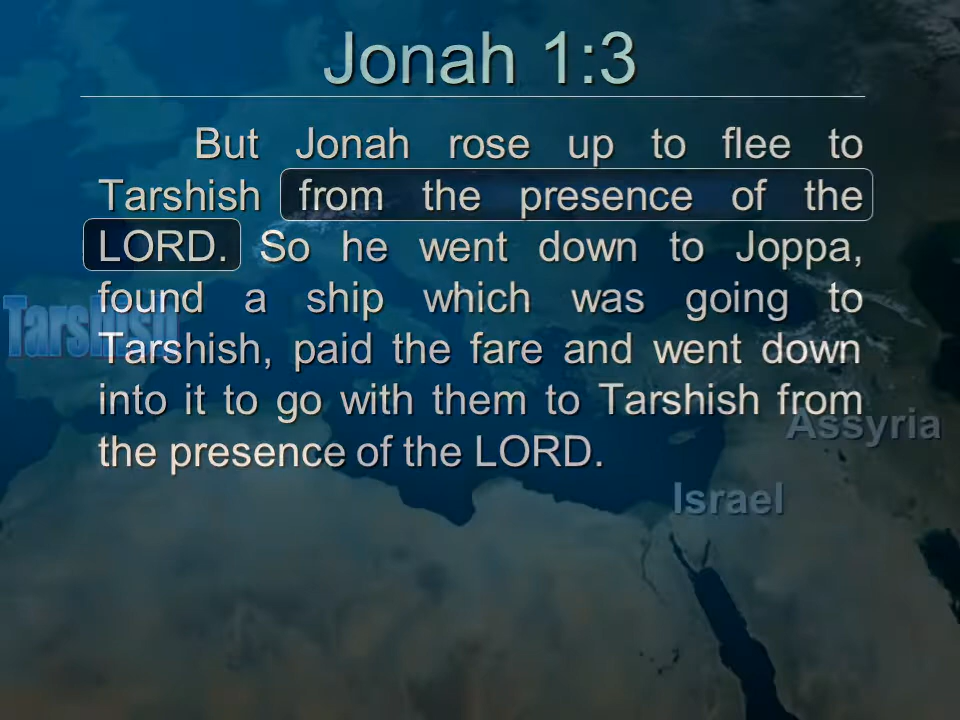 Jonah 1:3
But Jonah rose up to flee to
Tarshish from the presence of the
LORD. So he went down to Joppa,
found a ship which was going to
Tarshish, paid the fare and went down
into it to go with them to Tarshish from
the presence of the LORD.
Tarshish
Assyria
Israel